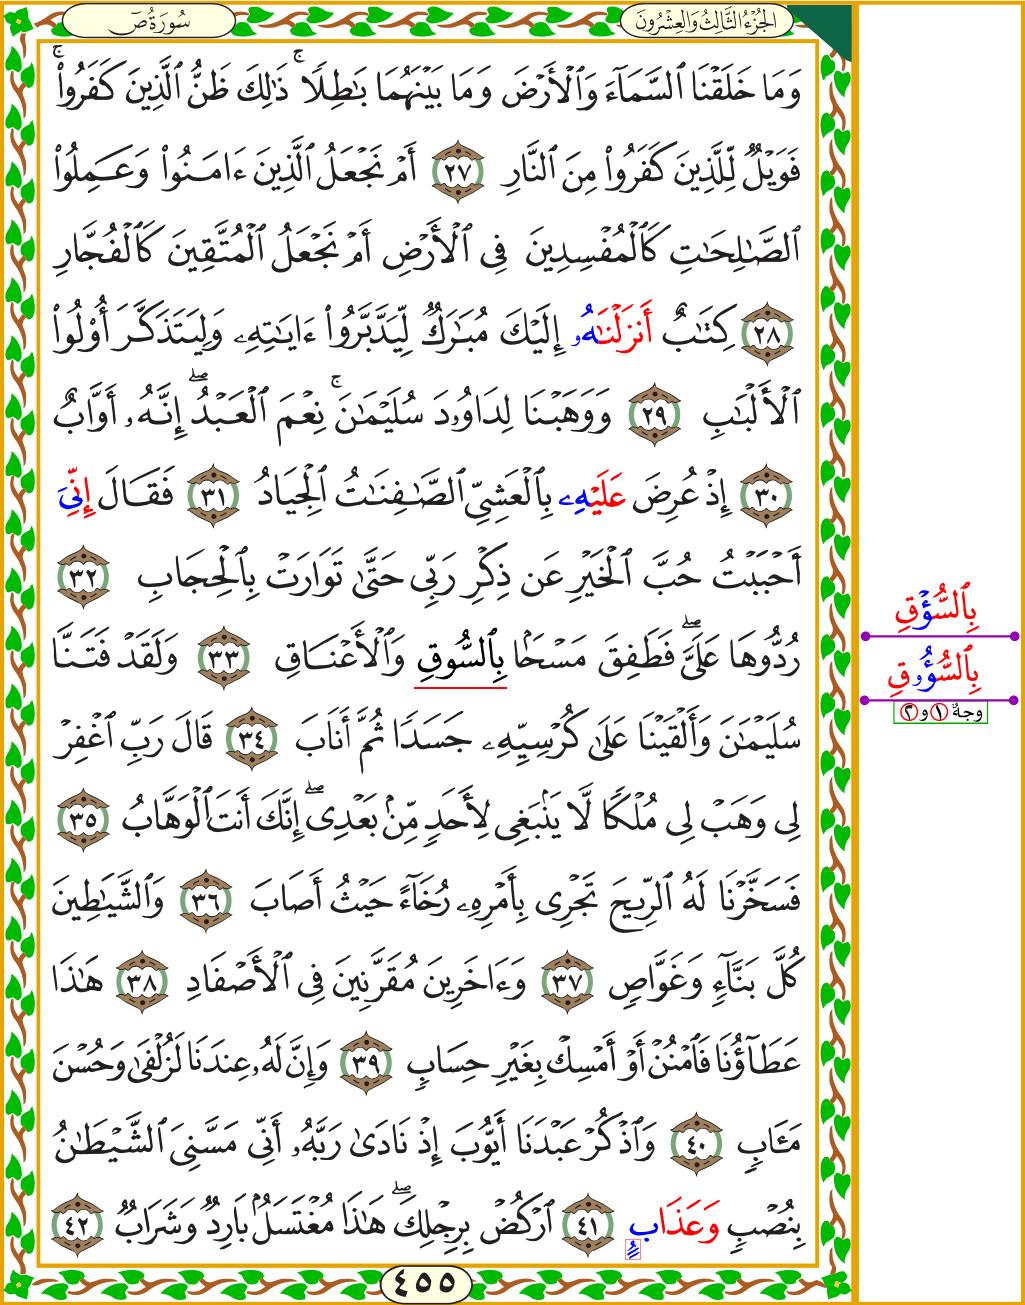 الجُزْءُ الثَّالِثُ وَالعِشْرُونَ
سُورَةُ صٓ
وَمَا خَلَقْنَا ٱلسَّمَآءَ وَٱلْأَرْضَ وَمَا بَيْنَهُمَا بَٰطِلًاۚ ذَٰلِكَ ظَنُّ ٱلَّذِينَ كَفَرُوا۟ۚ
فَوَيْلٌ لِّلَّذِينَ كَفَرُوا۟ مِنَ ٱلنَّارِ ٢٧ أَمْ نَجْعَلُ ٱلَّذِينَ ءَامَنُوا۟ وَعَمِلُوا۟
ٱلصَّٰلِحَٰتِ كَٱلْمُفْسِدِينَ فِى ٱلْأَرْضِ أَمْ نَجْعَلُ ٱلْمُتَّقِينَ كَٱلْفُجَّارِ
٢٨ كِتَٰبٌ أَنزَلْنَٰهُۥ إِلَيْكَ مُبَٰرَكٌ لِّيَدَّبَّرُوٓا۟ ءَايَٰتِهِۦ وَلِيَتَذَكَّرَ أُو۟لُوا۟
ٱلْأَلْبَٰبِ ٢٩ وَوَهَبْنَا لِدَاوُۥدَ سُلَيْمَٰنَۚ نِعْمَ ٱلْعَبْدُۖ إِنَّهُۥ أَوَّابٌ
٣٠ إِذْ عُرِضَ عَلَيْهِۦ بِٱلْعَشِىِّ ٱلصَّٰفِنَٰتُ ٱلْجِيَادُ ٣١ فَقَالَ إِنِّىَ
أَحْبَبْتُ حُبَّ ٱلْخَيْرِ عَن ذِكْرِ رَبِّى حَتَّىٰ تَوَارَتْ بِٱلْحِجَابِ ٣٢
رُدُّوهَا عَلَىَّۖ فَطَفِقَ مَسْحًۢا بِٱلسُّوقِ وَٱلْأَعْنَاقِ ٣٣ وَلَقَدْ فَتَنَّا
سُلَيْمَٰنَ وَأَلْقَيْنَا عَلَىٰ كُرْسِيِّهِۦ جَسَدًا ثُمَّ أَنَابَ ٣٤ قَالَ رَبِّ ٱغْفِرْ
لِى وَهَبْ لِى مُلْكًا لَّا يَنۢبَغِى لِأَحَدٍ مِّنۢ بَعْدِىۖ إِنَّكَ أَنتَ ٱلْوَهَّابُ ٣٥
فَسَخَّرْنَا لَهُ ٱلرِّيحَ تَجْرِى بِأَمْرِهِۦ رُخَآءً حَيْثُ أَصَابَ ٣٦ وَٱلشَّيَٰطِينَ
كُلَّ بَنَّآءٍ وَغَوَّاصٍ ٣٧ وَءَاخَرِينَ مُقَرَّنِينَ فِى ٱلْأَصْفَادِ ٣٨ هَٰذَا
عَطَآؤُنَا فَٱمْنُنْ أَوْ أَمْسِكْ بِغَيْرِ حِسَابٍ ٣٩ وَإِنَّ لَهُۥ عِندَنَا لَزُلْفَىٰ وَحُسْنَ
مَـَٔابٍ ٤٠ وَٱذْكُرْ عَبْدَنَا أَيُّوبَ إِذْ نَادَىٰ رَبَّهُۥ أَنِّى مَسَّنِىَ ٱلشَّيْطَٰنُ
بِنُصْبٍ وَعَذَابٍ ٤١ ٱرْكُضْ بِرِجْلِكَۖ هَٰذَا مُغْتَسَلٌۢ بَارِدٌ وَشَرَابٌ ٤٢
بِٱلسُّؤْقِ
بِٱلسُّؤُوقِ
وجهٌ ١ و ٢
٤٥٥